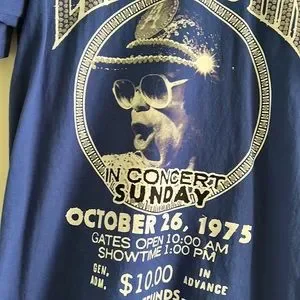 IN CONCERT
SUNDAY
OCTOBER 26, 1975
GATES OPEN 10:00 AM
SHOWTIME 1:00 PM
GEN. ADM. $10.00 IN ADVANCE